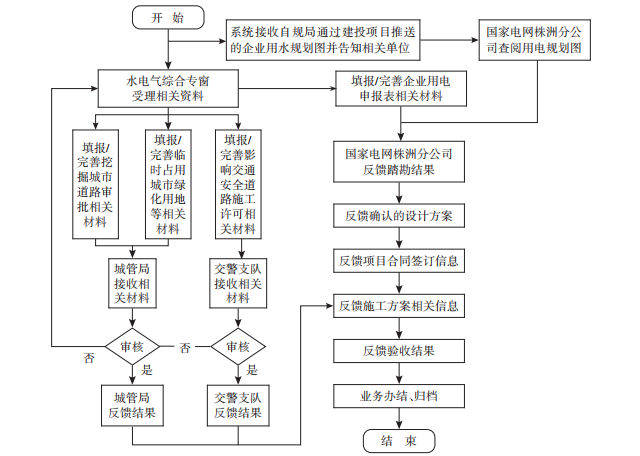 开 始
系统接收自规局通过建投项目推送
的企业用水规划图并告知相关单位
国家电网株洲分公
司查阅用电规划图
水电气综合专窗
受理相关资料
填报/完善企业用电
申报表相关材料
填报/
完善挖
掘城市
道路审
批相关
材料
填报/
完善临
时占用
城市绿
化用地
等相关
材料
填报/
完善影
响交通
安全道
路施工
许可相
关材料
国家电网株洲分公司
反馈踏勘结果
反馈确认的设计方案
城管局
接收相
关材料
交警支队
接收相关
材料
反馈项目合同签订信息
反馈施工方案相关信息
审核
否
审核
否
是
是
反馈验收结果
城管局
反馈结果
交警支队
反馈结果
业务办结、归档
结 束